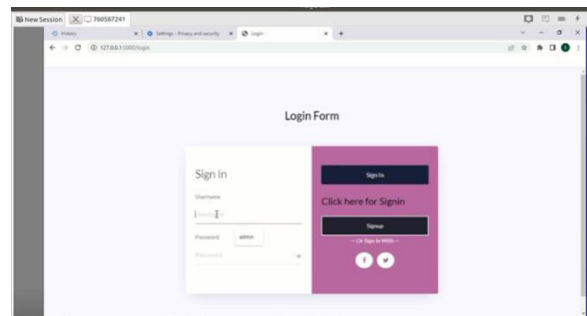 New Session
760587241
History
Settings - Privacy and security
Login
127.0.0.1:5000/login
Login Form
Sign in
Username
Password
admin
Password
Sign In
Click here for Signin
Signup
— Or Sign In With —